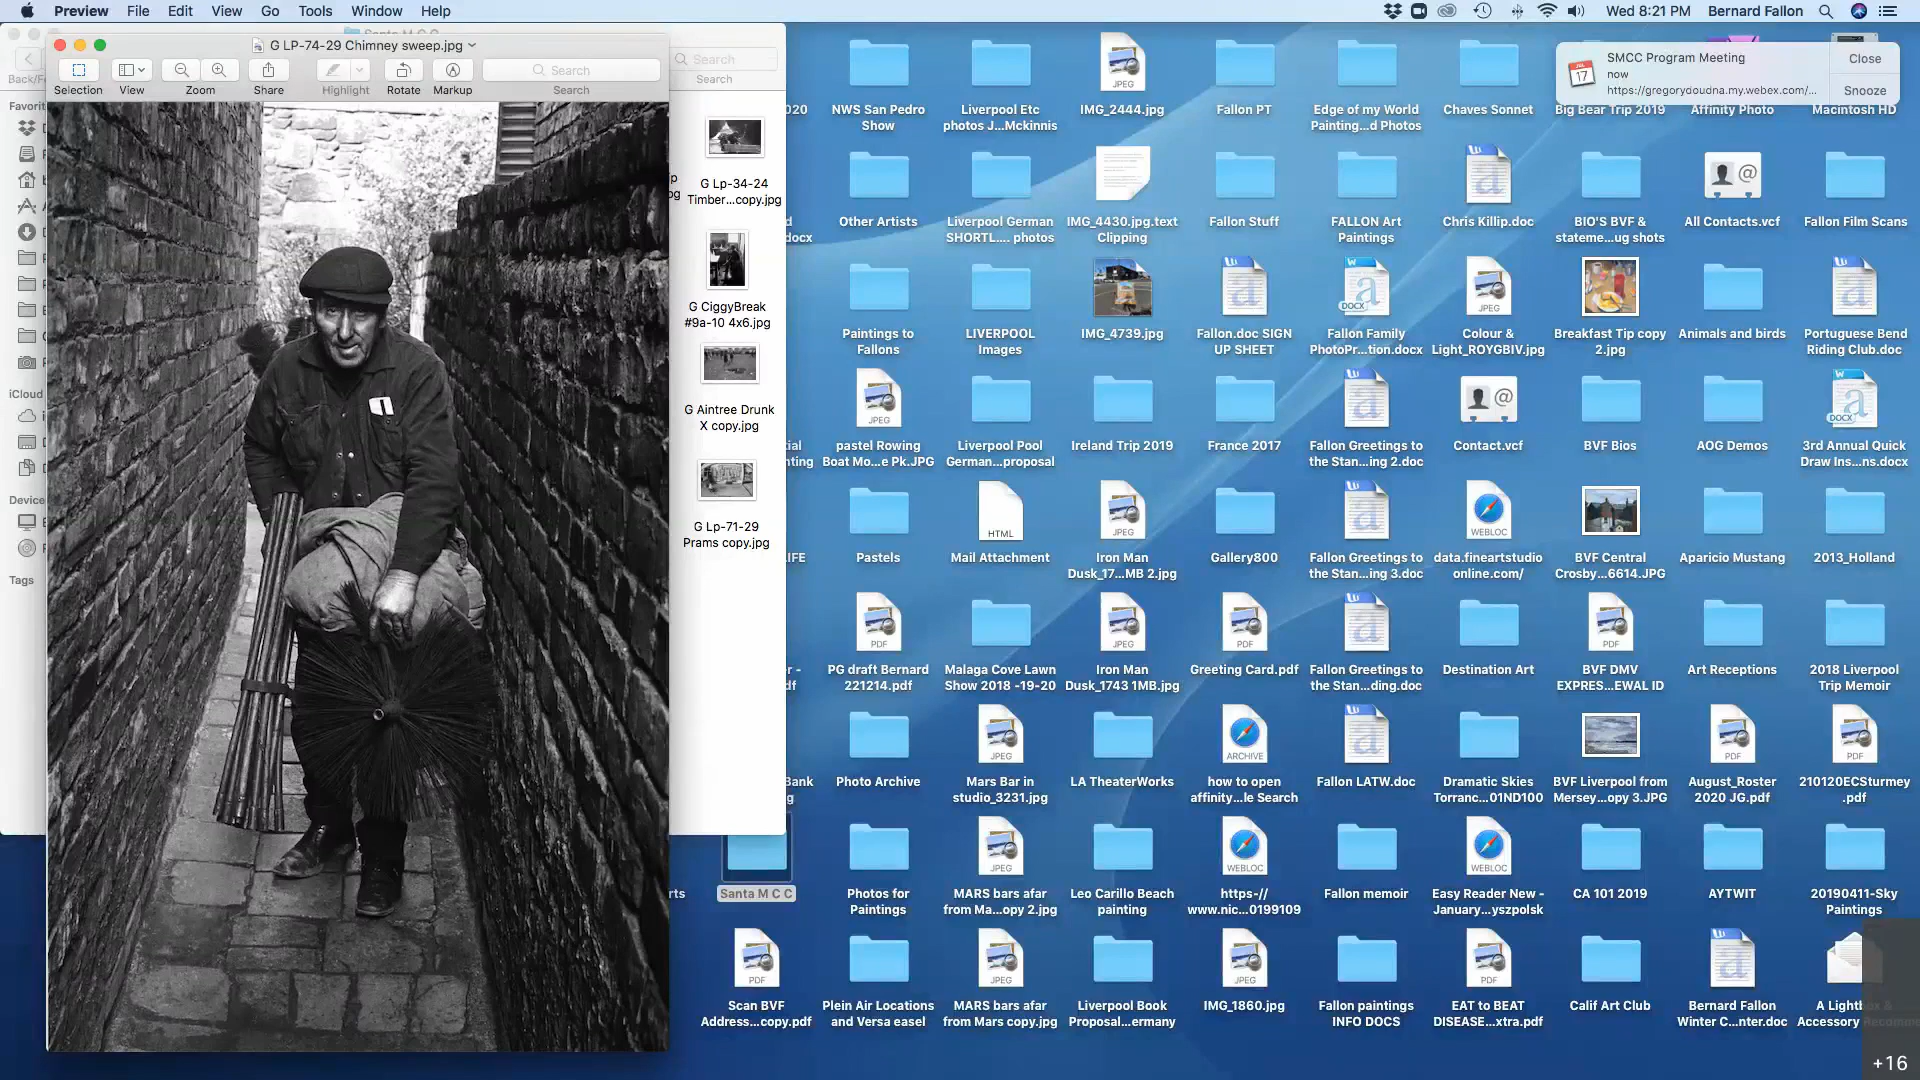 Preview File Edit View Go Tools Window Help
Wed 8:21 PM Bernard Fallon
G LP-74-29 Chimney sweep.jpg
Search
Selection View Zoom Share Highlight Rotate Markup Search
Search
Search
Favorit
iCloud
Device
Tags
G Lp-34-24
Timber...copy.jpg
G CiggyBreak
#9a-10 4x6.jpg
G Aintree Drunk
X copy.jpg
G Lp-71-29
Prams copy.jpg
SMCC Program Meeting
now
https://gregorydoudna.my.webex.com/...
Close
Snooze
JUL
17
NWS San Pedro
Show
Liverpool Etc
photos J...Mckinnis
IMG_2444.jpg
Fallon PT
Edge of my World
Painting...d Photos
Chaves Sonnet
Big Bear Trip 2019
Affinity Photo
Macintosh HD
Other Artists
Liverpool German
SHORTL.... photos
IMG_4430.jpg.text
Clipping
Fallon Stuff
FALLON Art
Paintings
Chris Killip.doc
BIO'S BVF &
stateme...ug shots
All Contacts.vcf
Fallon Film Scans
Paintings to
Fallons
LIVERPOOL
Images
IMG_4739.jpg
Fallon.doc SIGN
UP SHEET
Fallon Family
PhotoPr...tion.docx
Colour &
Light_ROYGBIV.jpg
Breakfast Tip copy
2.jpg
Animals and birds
Portuguese Bend
Riding Club.doc
pastel Rowing
Boat Mo...e Pk.JPG
Liverpool Pool
German...proposal
Ireland Trip 2019
France 2017
Fallon Greetings to
the Stan...ing 2.doc
Contact.vcf
BVF Bios
AOG Demos
3rd Annual Quick
Draw Ins...ns.docx
Pastels
Mail Attachment
Iron Man
Dusk_17...MB 2.jpg
Gallery800
Fallon Greetings to
the Stan...ing 3.doc
data.fineartstudio
online.com/
BVF Central
Crosby...6614.JPG
Aparicio Mustang
2013_Holland
PG draft Bernard
221214.pdf
Malaga Cove Lawn
Show 2018 -19-20
Iron Man
Dusk_1743 1MB.jpg
Greeting Card.pdf
Fallon Greetings to
the Stan...ding.doc
Destination Art
BVF DMV
EXPRES...EWAL ID
Art Receptions
2018 Liverpool
Trip Memoir
Photo Archive
Mars Bar in
studio_3231.jpg
LA TheaterWorks
how to open
affinity...le Search
Fallon LATW.doc
Dramatic Skies
Torranc...01ND100
BVF Liverpool from
Mersey...opy 3.JPG
August_Roster
2020 JG.pdf
210120ECSturmey
.pdf
Santa M C C
Photos for
Paintings
MARS bars afar
from Ma...opy 2.jpg
Leo Carillo Beach
painting
https-//
www.nic...0199109
Fallon memoir
Easy Reader New -
January...yszpolsk
CA 101 2019
AYTWIT
20190411-Sky
Paintings
Scan BVF
Address...copy.pdf
Plein Air Locations
and Versa easel
MARS bars afar
from Mars copy.jpg
Liverpool Book
Proposal...ermany
IMG_1860.jpg
Fallon paintings
INFO DOCS
EAT to BEAT
DISEASE...xtra.pdf
Calif Art Club
Bernard Fallon
Winter C...nter.doc
A Lightbox &
Accessory
+16